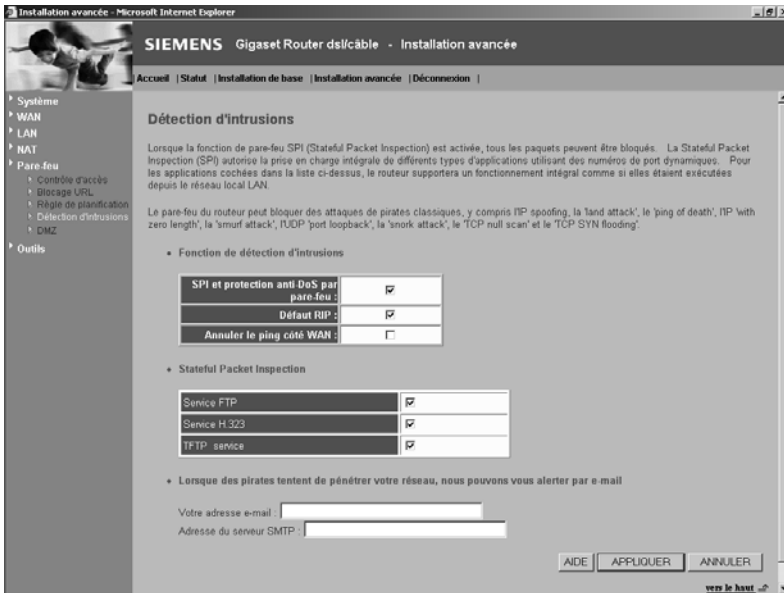 Installation avancée - Microsoft Internet Explorer
SIEMENS Gigaset Router dsl/câble - Installation avancée
Accueil | Statut | Installation de base | Installation avancée | Déconnexion |
Système
WAN
LAN
NAT
Pare-feu
Contrôle d'accès
Blocage URL
Règle de planification
Détection d'intrusions
DMZ
Outils
Détection d'intrusions
Lorsque la fonction de pare-feu SPI (Stateful Packet Inspection) est activée, tous les paquets peuvent être bloqués. La Stateful Packet
Inspection (SPI) autorise la prise en charge intégrale de différents types d'applications utilisant des numéros de port dynamiques. Pour
les applications cochées dans la liste ci-dessus, le routeur supportera un fonctionnement intégral comme si elles étaient exécutées
depuis le réseau local LAN.
Le pare-feu du routeur peut bloquer des attaques de pirates classiques, y compris l'IP spoofing, la 'land attack', le 'ping of death', l'IP 'with
zero length', la 'smurf attack', l'UDP 'port loopback', la 'snork attack', le 'TCP null scan' et le 'TCP SYN flooding'.
Fonction de détection d'intrusions
SPI et protection anti-DoS par
pare-feu :
Défaut RIP :
Annuler le ping côté WAN :
Stateful Packet Inspection
Service FTP
Service H.323
TFTP service
Lorsque des pirates tentent de pénétrer votre réseau, nous pouvons vous alerter par e-mail
Votre adresse e-mail :
Adresse du serveur SMTP :
AIDE APPLIQUER ANNULER
vers le haut